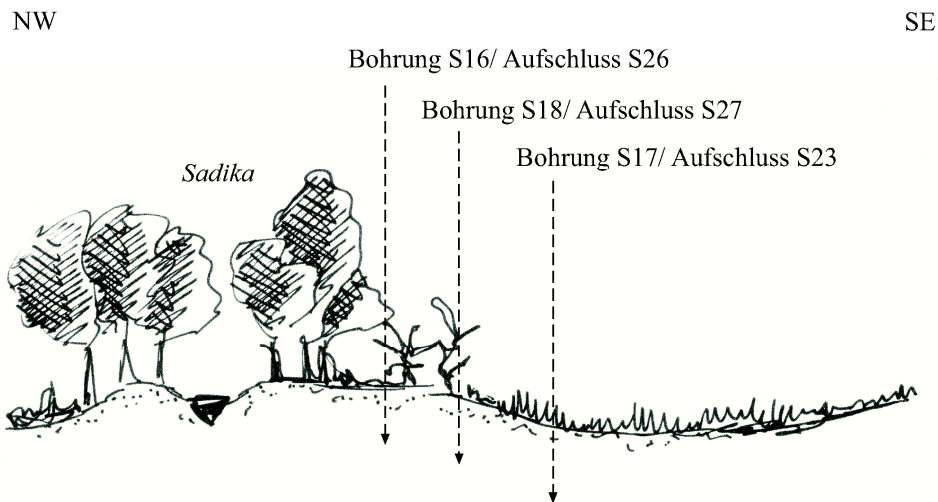 NW
SE
Bohrung S16/ Aufschluss S26
Bohrung S18/ Aufschluss S27
Bohrung S17/ Aufschluss S23
Sadika